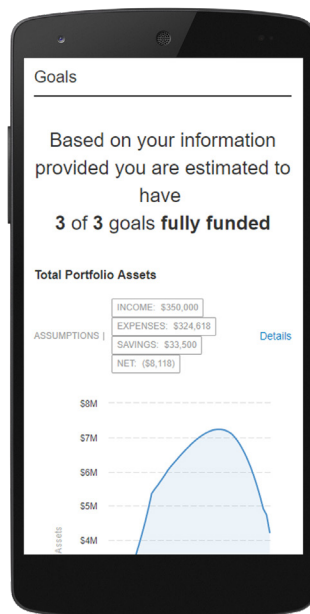 Goals
Based on your information
provided you are estimated to
have
3 of 3 goals fully funded
Total Portfolio Assets
INCOME: $350,000
EXPENSES: $324,618
ASSUMPTIONS |
Details
SAVINGS: $33,500
NET: ($8,118)
$8M
$7M
$6M
$5M
$4M
Assets